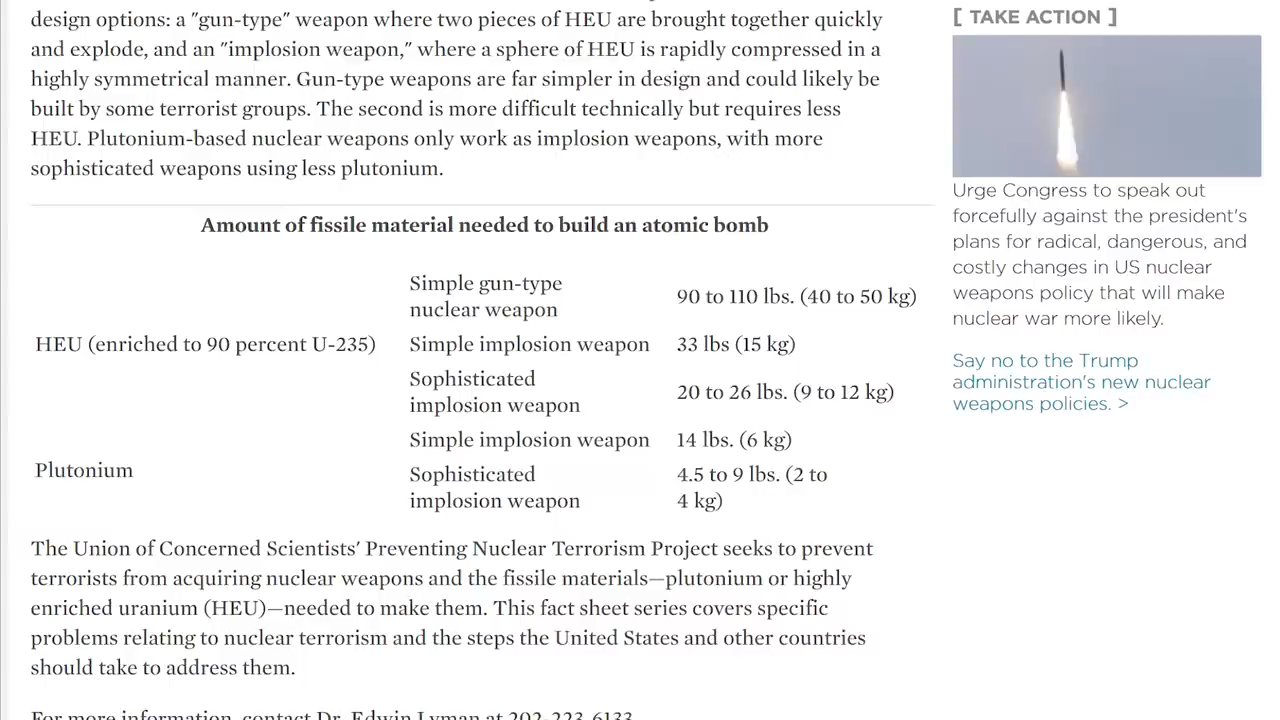 design options: a "gun-type" weapon where two pieces of HEU are brought together quickly
and explode, and an "implosion weapon," where a sphere of HEU is rapidly compressed in a
highly symmetrical manner. Gun-type weapons are far simpler in design and could likely be
built by some terrorist groups. The second is more difficult technically but requires less
HEU. Plutonium-based nuclear weapons only work as implosion weapons, with more
sophisticated weapons using less plutonium.
Amount of fissile material needed to build an atomic bomb
HEU (enriched to 90 percent U-235)
Simple gun-type
nuclear weapon
90 to 110 lbs. (40 to 50 kg)
Simple implosion weapon
33 lbs (15 kg)
Sophisticated
implosion weapon
20 to 26 lbs. (9 to 12 kg)
Plutonium
Simple implosion weapon
14 lbs. (6 kg)
Sophisticated
implosion weapon
4.5 to 9 lbs. (2 to
4 kg)
The Union of Concerned Scientists' Preventing Nuclear Terrorism Project seeks to prevent
terrorists from acquiring nuclear weapons and the fissile materials—plutonium or highly
enriched uranium (HEU)—needed to make them. This fact sheet series covers specific
problems relating to nuclear terrorism and the steps the United States and other countries
should take to address them.
For more information, contact Dr. Edwin Lyman at 202-223-6133
[ TAKE ACTION ]
Urge Congress to speak out
forcefully against the president's
plans for radical, dangerous, and
costly changes in US nuclear
weapons policy that will make
nuclear war more likely.
Say no to the Trump
administration's new nuclear
weapons policies. >